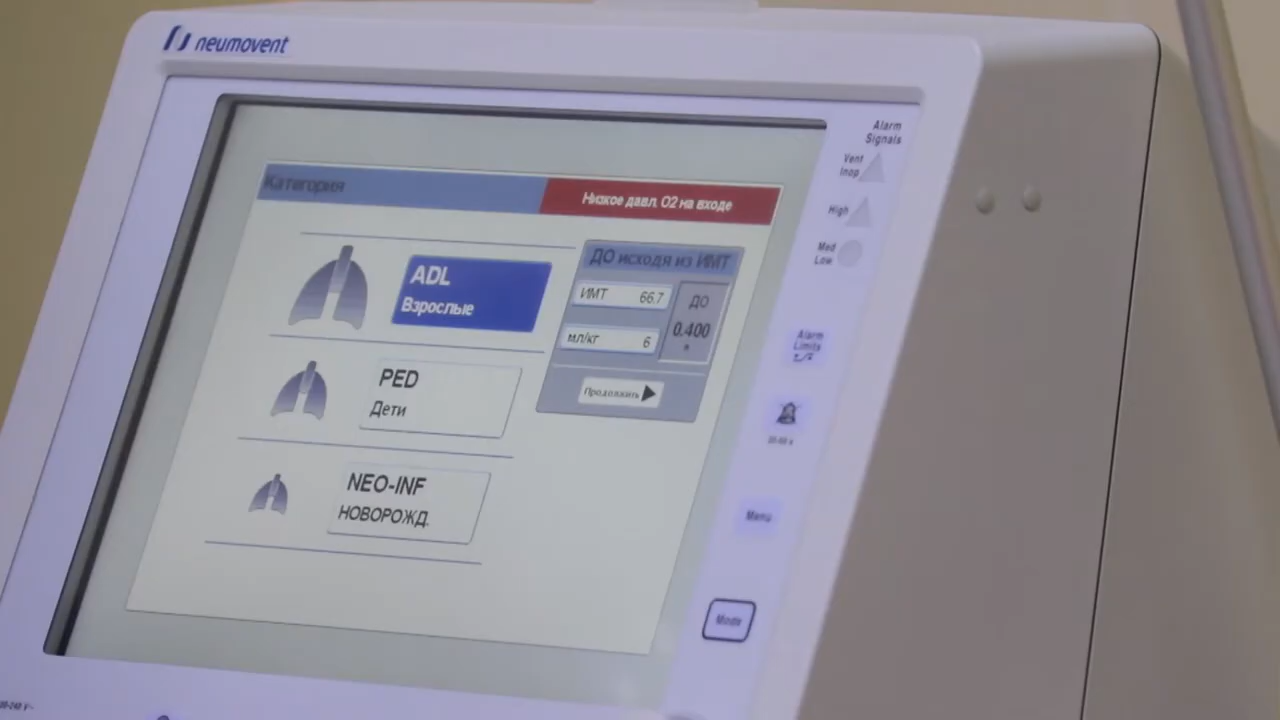 neumovent
Категория
Низкое давл. O2 на входе
ADL
Взрослые
PED
Дети
NEO-INF
НОВОРОЖД.
ДО исходя из ИМТ
ИМТ 66.7
мл/кг 6
ДО
0.400
Продолжить
Alarm
Signals
Vent
Inop
High
Med
Low
Alarm
Limits
Menu
Mode